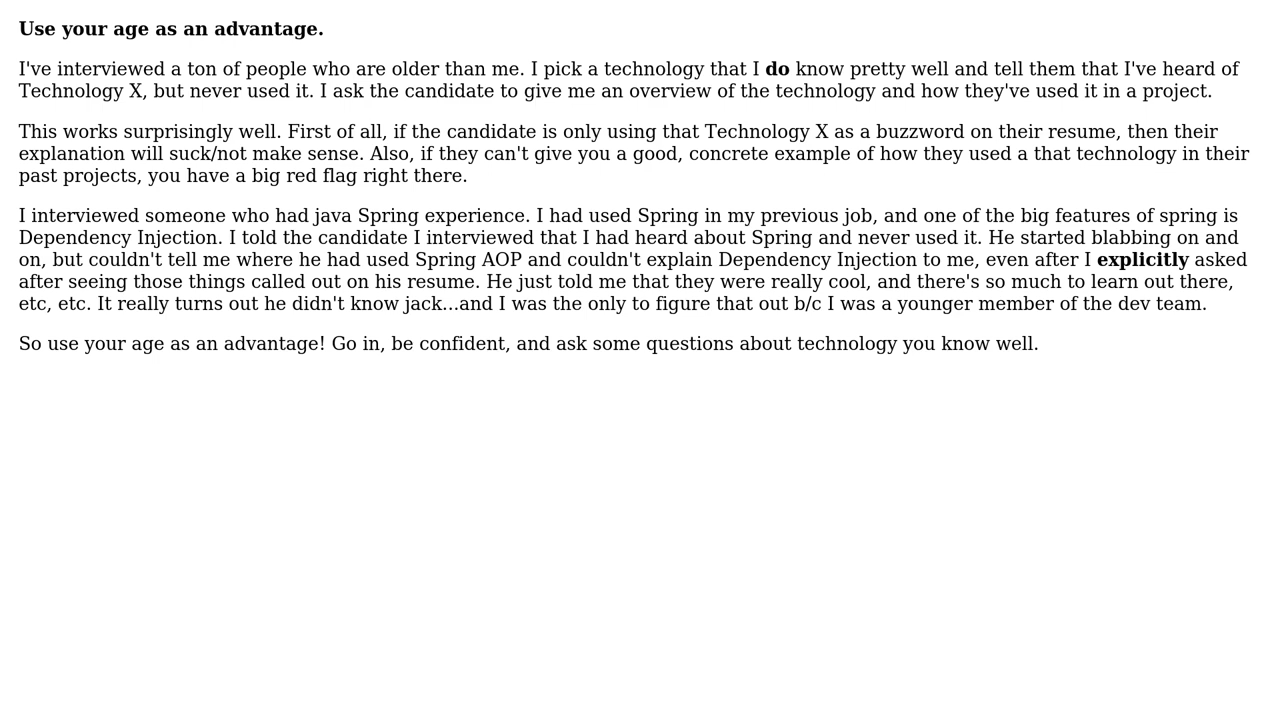 Use your age as an advantage.
I've interviewed a ton of people who are older than me. I pick a technology that I do know pretty well and tell them that I've heard of
Technology X, but never used it. I ask the candidate to give me an overview of the technology and how they've used it in a project.
This works surprisingly well. First of all, if the candidate is only using that Technology X as a buzzword on their resume, then their
explanation will suck/not make sense. Also, if they can't give you a good, concrete example of how they used a that technology in their
past projects, you have a big red flag right there.
I interviewed someone who had java Spring experience. I had used Spring in my previous job, and one of the big features of spring is
Dependency Injection. I told the candidate I interviewed that I had heard about Spring and never used it. He started blabbing on and
on, but couldn't tell me where he had used Spring AOP and couldn't explain Dependency Injection to me, even after I explicitly asked
after seeing those things called out on his resume. He just told me that they were really cool, and there's so much to learn out there,
etc, etc. It really turns out he didn't know jack...and I was the only to figure that out b/c I was a younger member of the dev team.
So use your age as an advantage! Go in, be confident, and ask some questions about technology you know well.